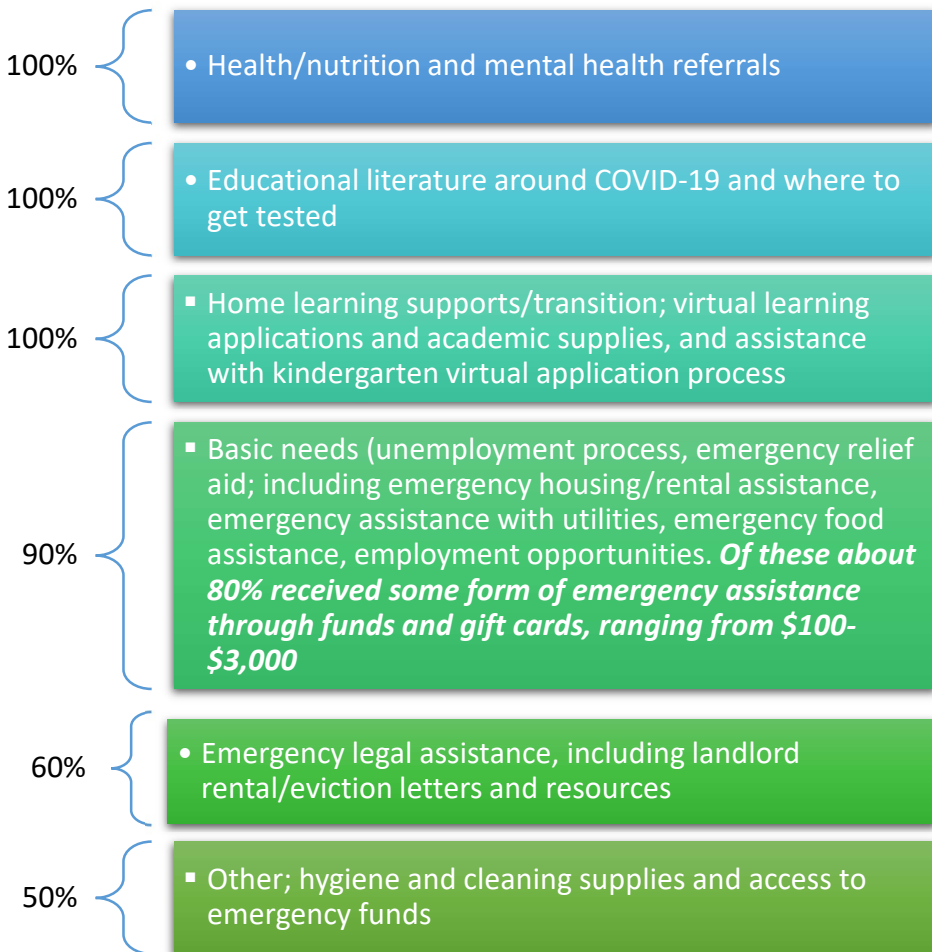 100%
• Health/nutrition and mental health referrals
100%
• Educational literature around COVID-19 and where to
get tested
100%
▪ Home learning supports/transition; virtual learning
applications and academic supplies, and assistance
with kindergarten virtual application process
90%
▪ Basic needs (unemployment process, emergency relief
aid; including emergency housing/rental assistance,
emergency assistance with utilities, emergency food
assistance, employment opportunities. Of these about
80% received some form of emergency assistance
through funds and gift cards, ranging from $100-
$3,000
60%
• Emergency legal assistance, including landlord
rental/eviction letters and resources
50%
▪ Other; hygiene and cleaning supplies and access to
emergency funds